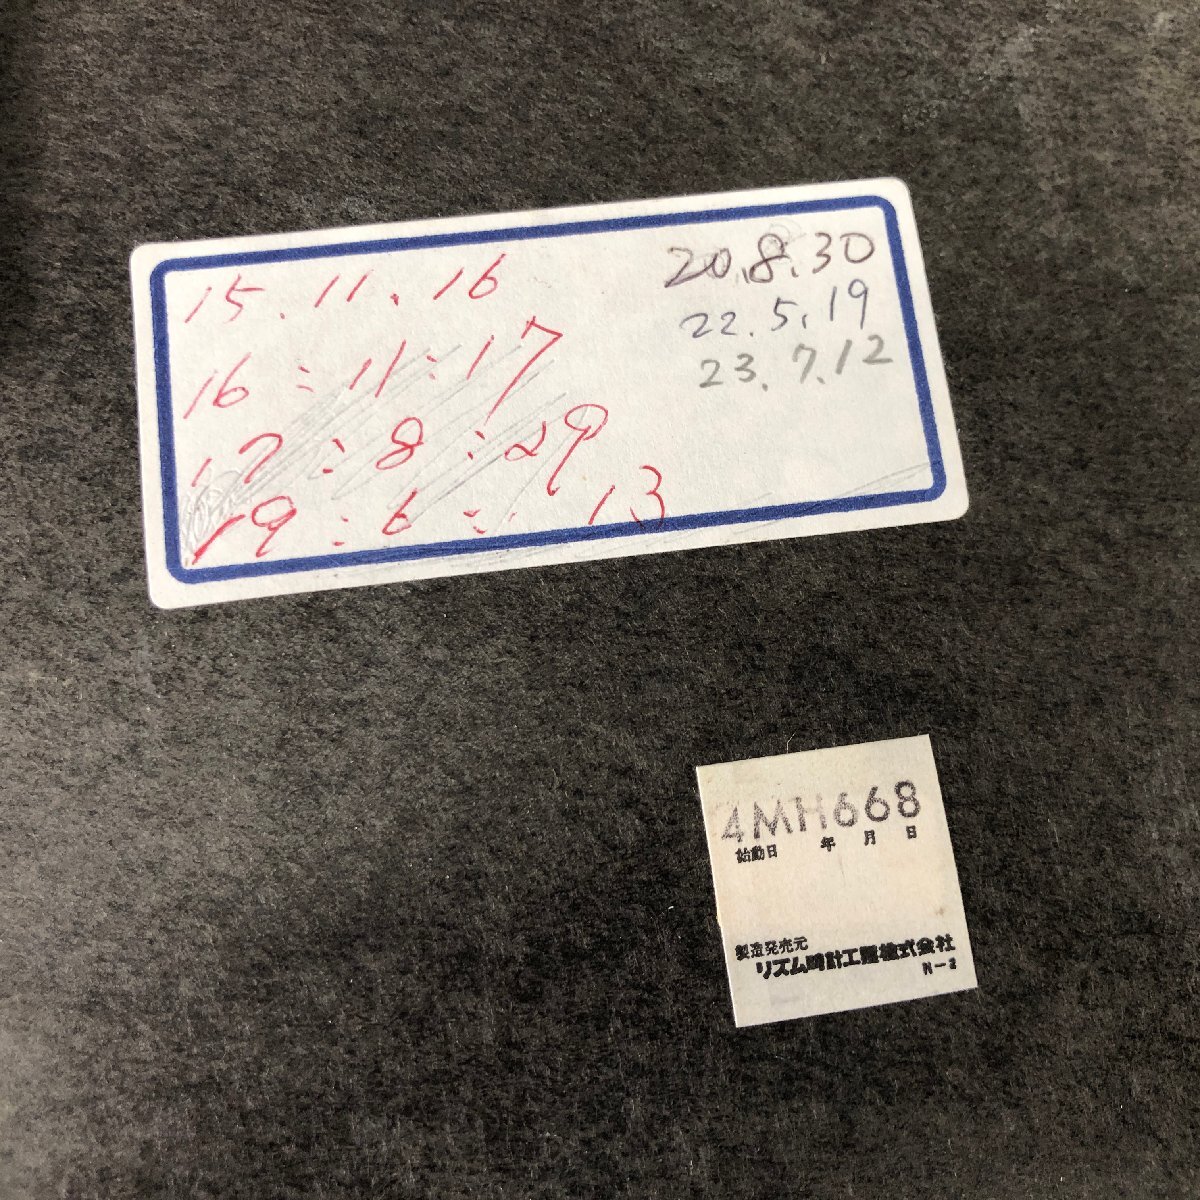 15.11.16
16:11:17
17:8:29
19:6:13
20.8.30
22.5.19
23.7.12
4MH668
始動日 年 月 日
製造発売元
リズム時計工業株式会社
N-2